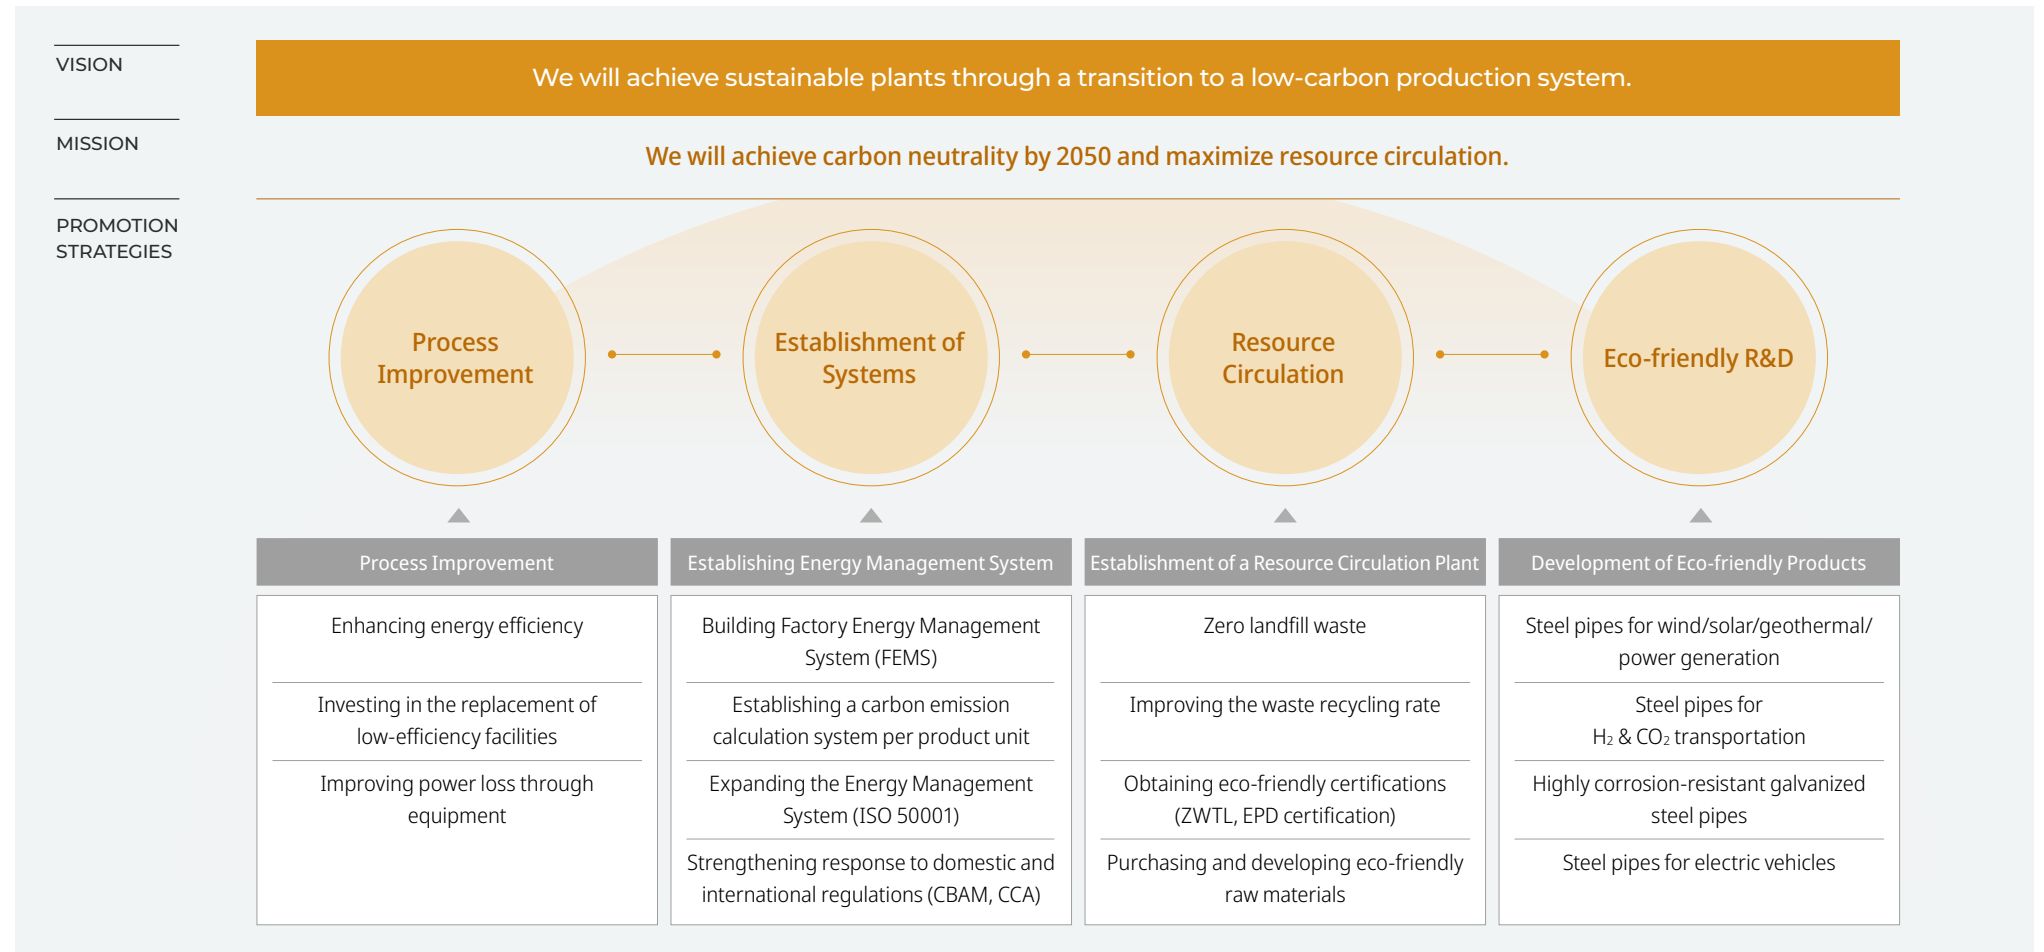 VISION
We will achieve sustainable plants through a transition to a low-carbon production system.
MISSION
We will achieve carbon neutrality by 2050 and maximize resource circulation.
PROMOTION
STRATEGIES
Process
Improvement
Establishment of
Systems
Resource
Circulation
Eco-friendly R&D
Process Improvement
Enhancing energy efficiency
Investing in the replacement of
low-efficiency facilities
Improving power loss through
equipment
Establishing Energy Management System
Building Factory Energy Management
System (FEMS)
Establishing a carbon emission
calculation system per product unit
Expanding the Energy Management
System (ISO 50001)
Strengthening response to domestic and
international regulations (CBAM, CCA)
Establishment of a Resource Circulation Plant
Zero landfill waste
Improving the waste recycling rate
Obtaining eco-friendly certifications
(ZWTL, EPD certification)
Purchasing and developing eco-friendly
raw materials
Development of Eco-friendly Products
Steel pipes for wind/solar/geothermal/
power generation
Steel pipes for
H₂ & CO₂ transportation
Highly corrosion-resistant galvanized
steel pipes
Steel pipes for electric vehicles